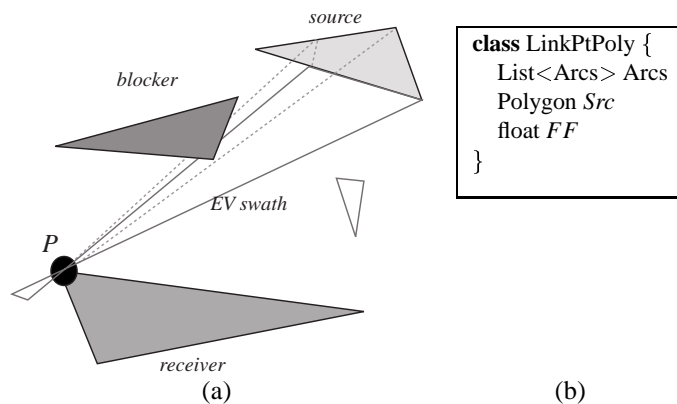 source
blocker
EV swath
P
receiver
(a)
class LinkPtPoly {
List<Arcs> Arcs
Polygon Src
float FF
}
(b)